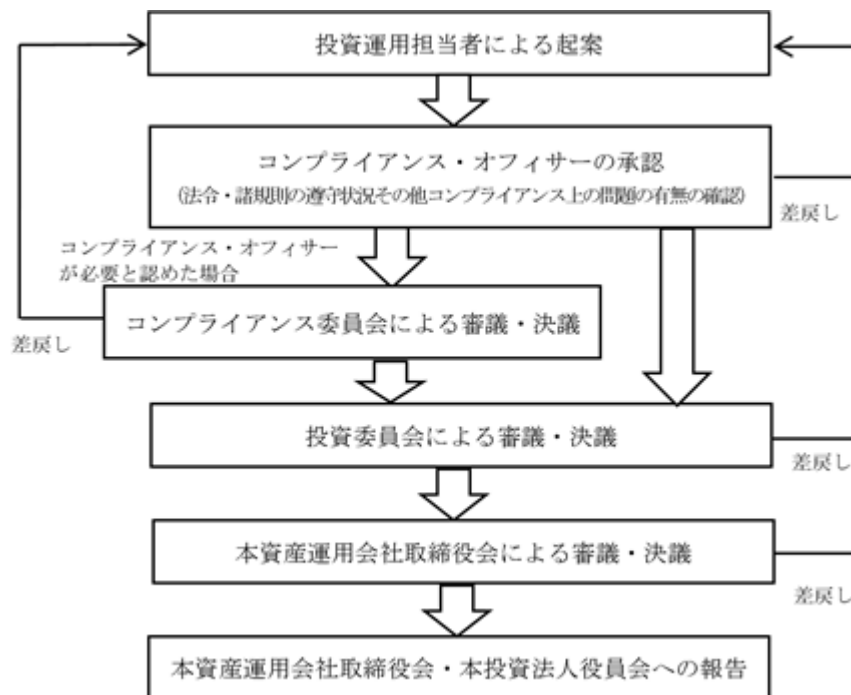 投資運用担当者による起案
コンプライアンス・オフィサーの承認
(法令・諸規則の遵守状況その他コンプライアンス上の問題の有無の確認)
差戻し
コンプライアンス・オフィサー
が必要と認めた場合
コンプライアンス委員会による審議・決議
差戻し
投資委員会による審議・決議
差戻し
本資産運用会社取締役会による審議・決議
差戻し
本資産運用会社取締役会・本投資法人役員会への報告